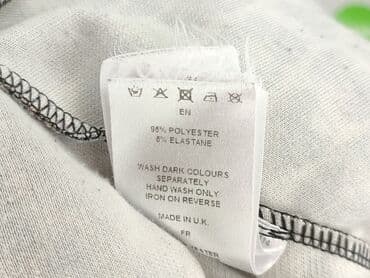 EN
95% POLYESTER
5% ELASTANE
WASH DARK COLOURS
SEPARATELY
HAND WASH ONLY
IRON ON REVERSE
MADE IN U.K.
FR